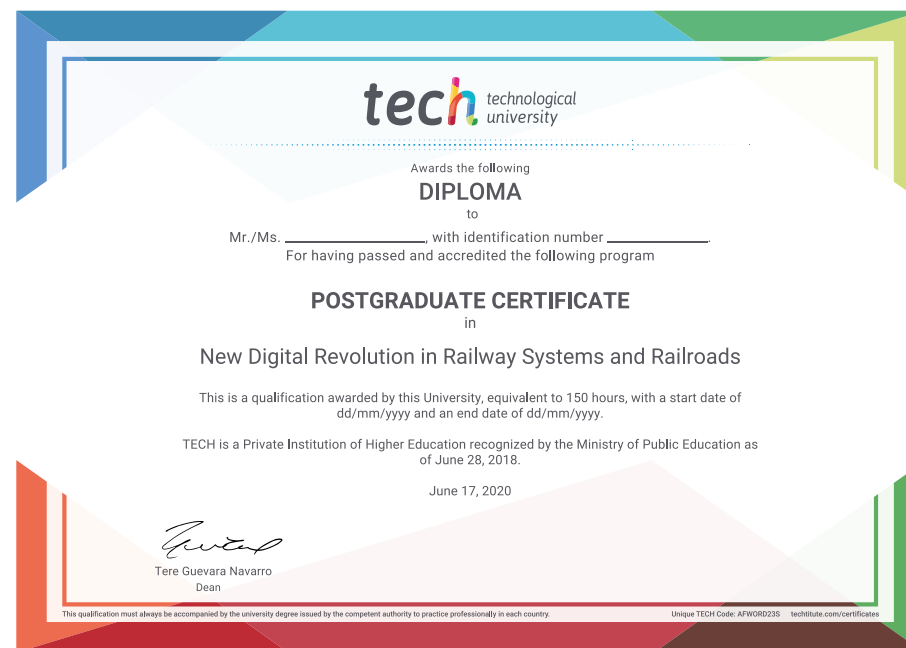 tech technological
university
Awards the following
DIPLOMA
to
Mr./Ms. ____________, with identification number ____________.
For having passed and accredited the following program
POSTGRADUATE CERTIFICATE
in
New Digital Revolution in Railway Systems and Railroads
This is a qualification awarded by this University, equivalent to 150 hours, with a start date of
dd/mm/yyyy and an end date of dd/mm/yyyy.
TECH is a Private Institution of Higher Education recognized by the Ministry of Public Education as
of June 28, 2018.
June 17, 2020
Tere Guevara Navarro
Dean
This qualification must always be accompanied by the university degree issued by the competent authority to practice professionally in each country.
Unique TECH Code: AFWORD23S techtitute.com/certificates